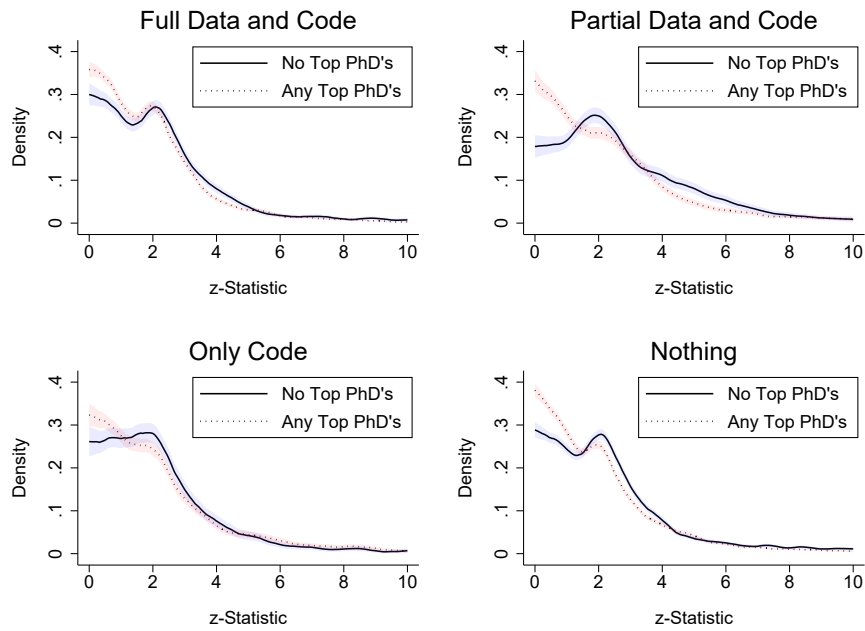 Full Data and Code
No Top PhD's
Any Top PhD's
Density
.4
.3
.2
.1
0
0 2 4 6 8 10
z-Statistic
Partial Data and Code
No Top PhD's
Any Top PhD's
Density
.4
.3
.2
.1
0
0 2 4 6 8 10
z-Statistic
Only Code
No Top PhD's
Any Top PhD's
Density
.4
.3
.2
.1
0
0 2 4 6 8 10
z-Statistic
Nothing
No Top PhD's
Any Top PhD's
Density
.4
.3
.2
.1
0
0 2 4 6 8 10
z-Statistic